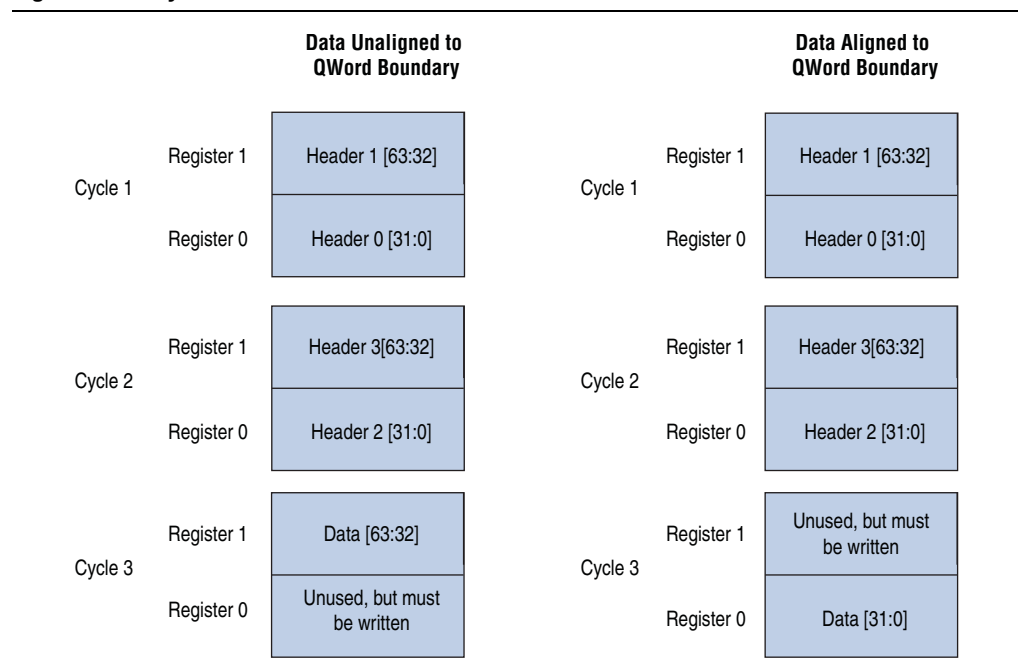 Data Unaligned to
QWord Boundary
Register 1
Header 1 [63:32]
Cycle 1
Register 0
Header 0 [31:0]
Register 1
Header 3[63:32]
Cycle 2
Register 0
Header 2 [31:0]
Register 1
Data [63:32]
Cycle 3
Register 0
Unused, but must
be written
Data Aligned to
QWord Boundary
Register 1
Header 1 [63:32]
Cycle 1
Register 0
Header 0 [31:0]
Register 1
Header 3[63:32]
Cycle 2
Register 0
Header 2 [31:0]
Register 1
Unused, but must
be written
Cycle 3
Register 0
Data [31:0]